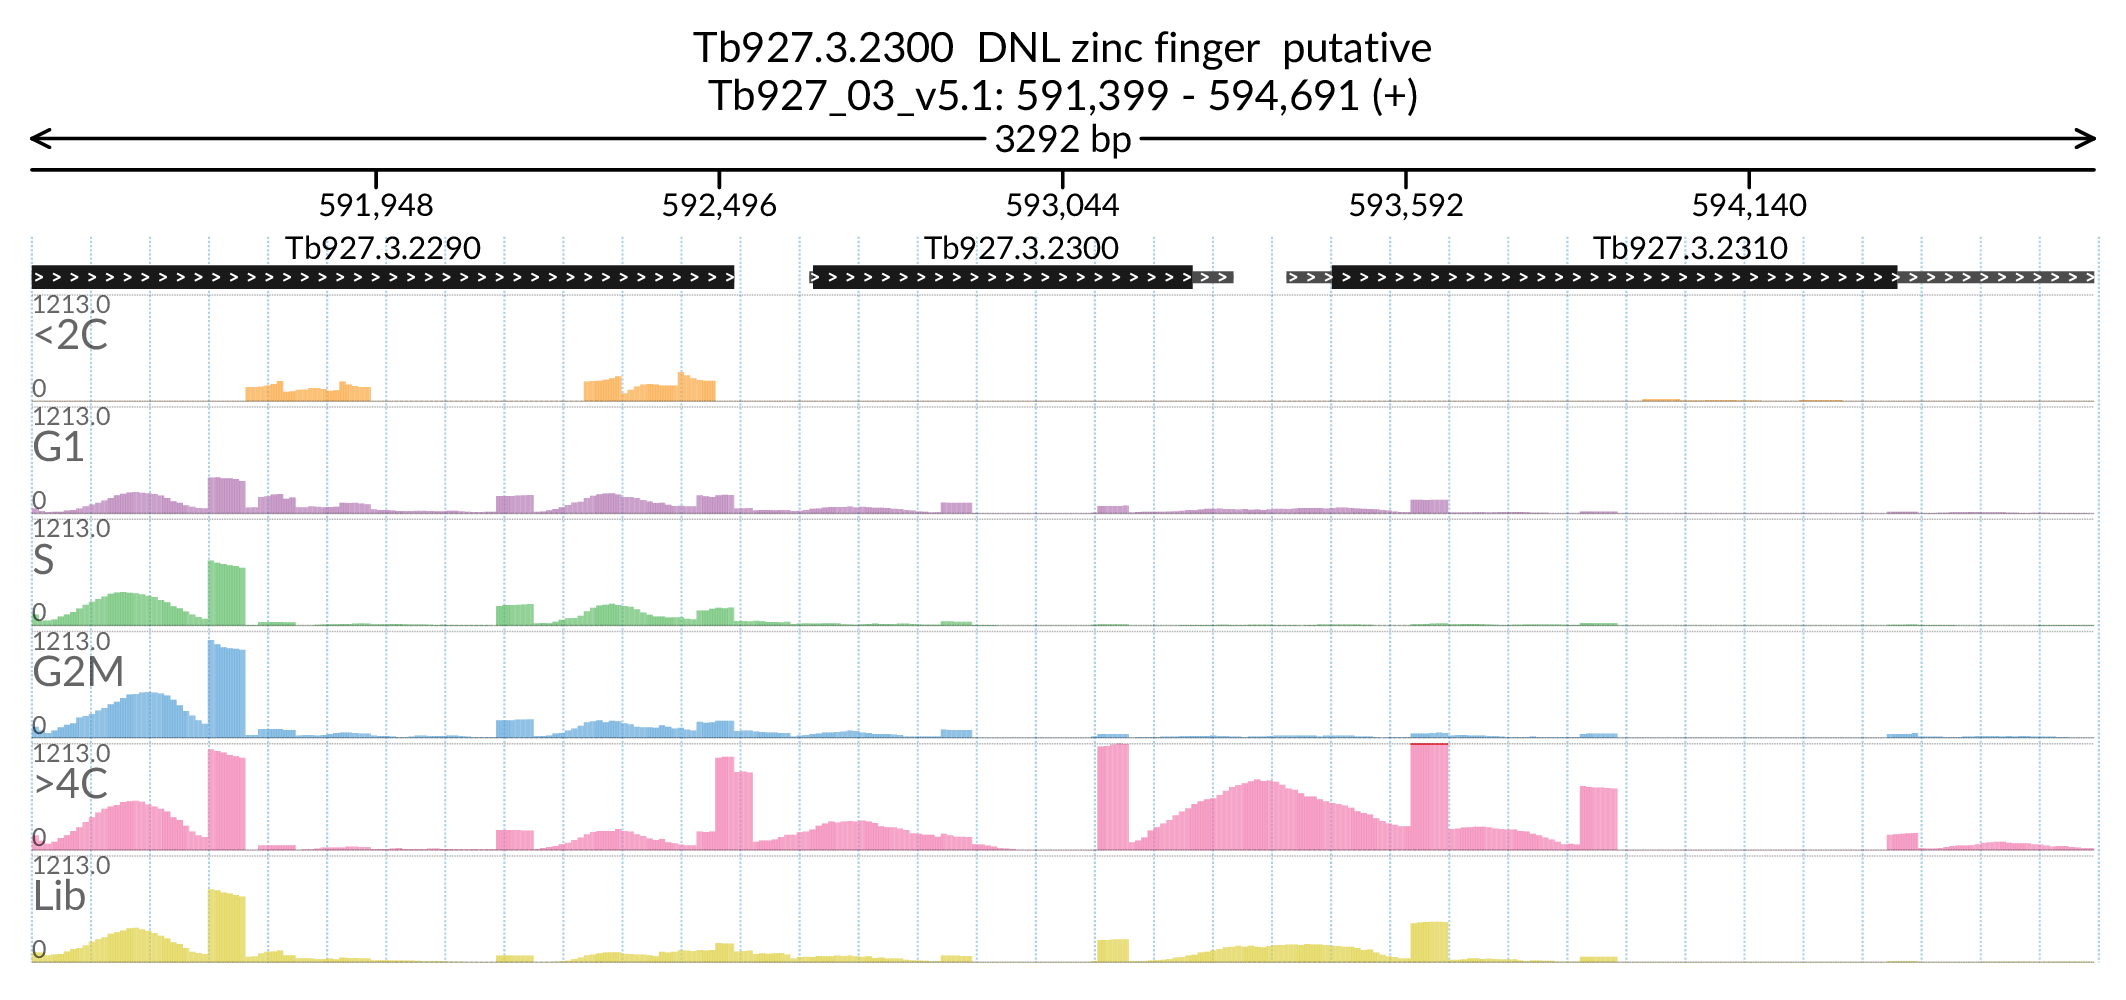 Tb927.3.2300 DNL zinc finger putative
Tb927_03_v5.1: 591,399 - 594,691 (+)
3292 bp
591,948 592,496 593,044 593,592 594,140
Tb927.3.2290 Tb927.3.2300 Tb927.3.2310
1213.0
<2C
0
1213.0
G1
0
1213.0
S
0
1213.0
G2M
0
1213.0
>4C
0
1213.0
Lib
0